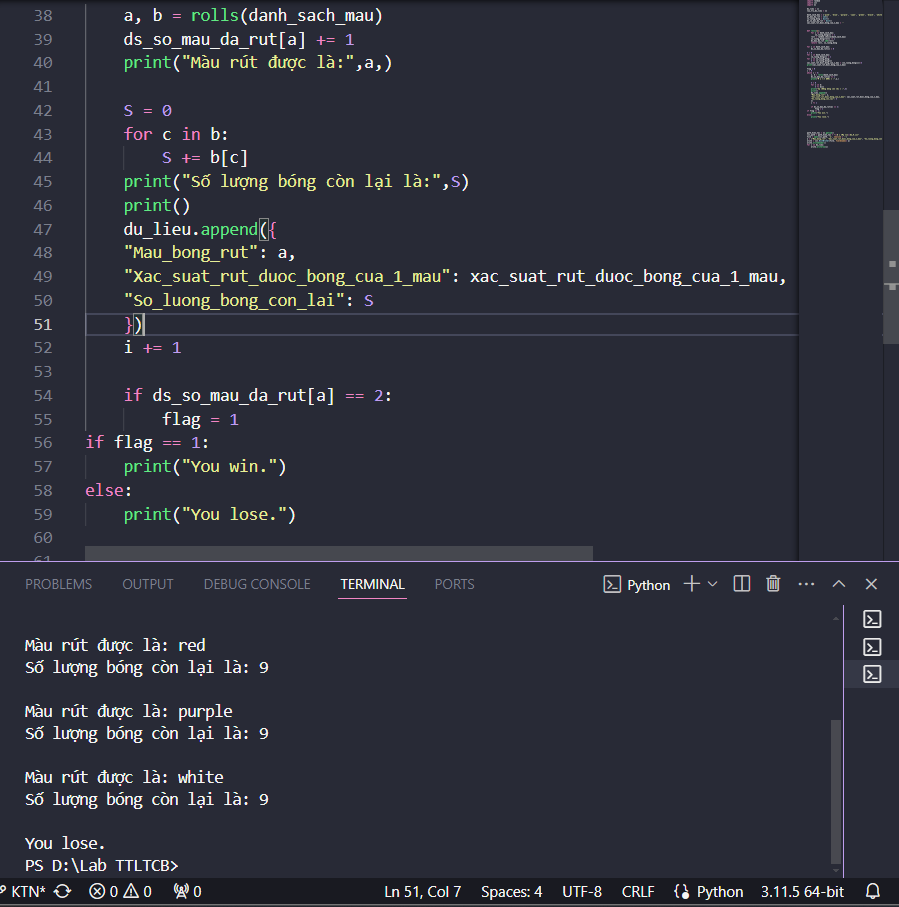 38 a, b = rolls(danh_sach_mau)
39 ds_so_mau_da_rut[a] += 1
40 print("Màu rút được là:",a,)
41
42 S = 0
43 for c in b:
44 S += b[c]
45 print("Số lượng bóng còn lại là:",S)
46 print()
47 du_lieu.append({
48 "Mau_bong_rut": a,
49 "Xac_suat_rut_duoc_bong_cua_1_mau": xac_suat_rut_duoc_bong_cua_1_mau,
50 "So_luong_bong_con_lai": S
51 })
52 i += 1
53
54 if ds_so_mau_da_rut[a] == 2:
55 flag = 1
56 if flag == 1:
57 print("You win.")
58 else:
59 print("You lose.")
60
61
PROBLEMS OUTPUT DEBUG CONSOLE TERMINAL PORTS Python
Màu rút được là: red
Số lượng bóng còn lại là: 9
Màu rút được là: purple
Số lượng bóng còn lại là: 9
Màu rút được là: white
Số lượng bóng còn lại là: 9
You lose.
PS D:\Lab TTLTCB>
KTN* 0 0 0 Ln 51, Col 7 Spaces: 4 UTF-8 CRLF Python 3.11.5 64-bit